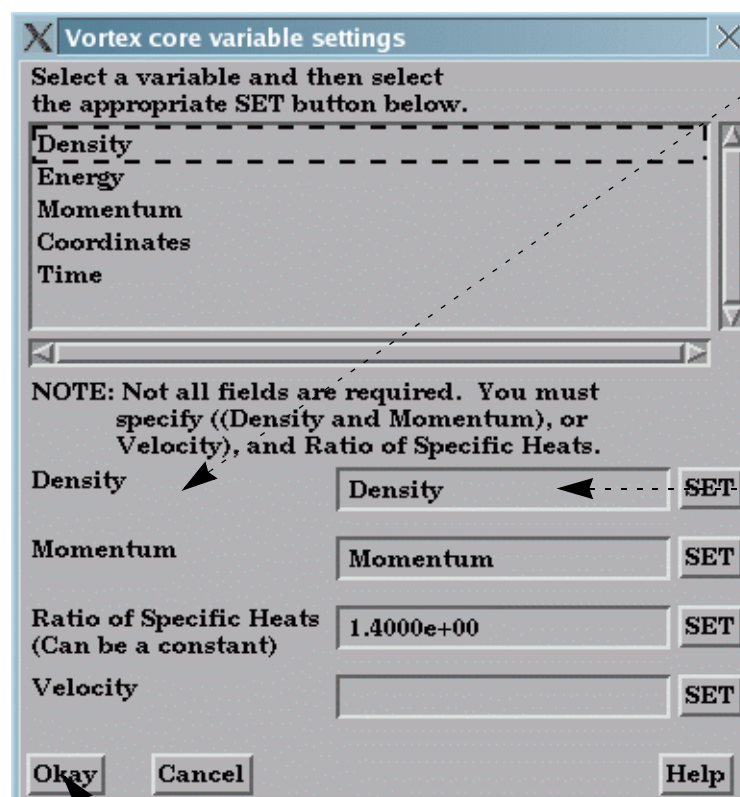 Vortex core variable settings
Select a variable and then select
the appropriate SET button below.
Density
Energy
Momentum
Coordinates
Time
NOTE: Not all fields are required. You must
specify ((Density and Momentum), or
Velocity), and Ratio of Specific Heats.
Density Density SET
Momentum Momentum SET
Ratio of Specific Heats 1.4000e+00 SET
(Can be a constant)
Velocity SET
Okay Cancel Help